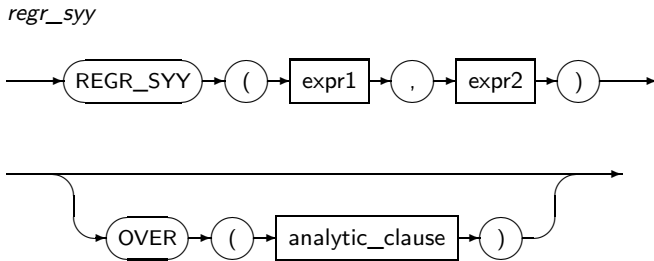 regr_syy
REGR_SYY ( expr1 , expr2 )
OVER ( analytic_clause )